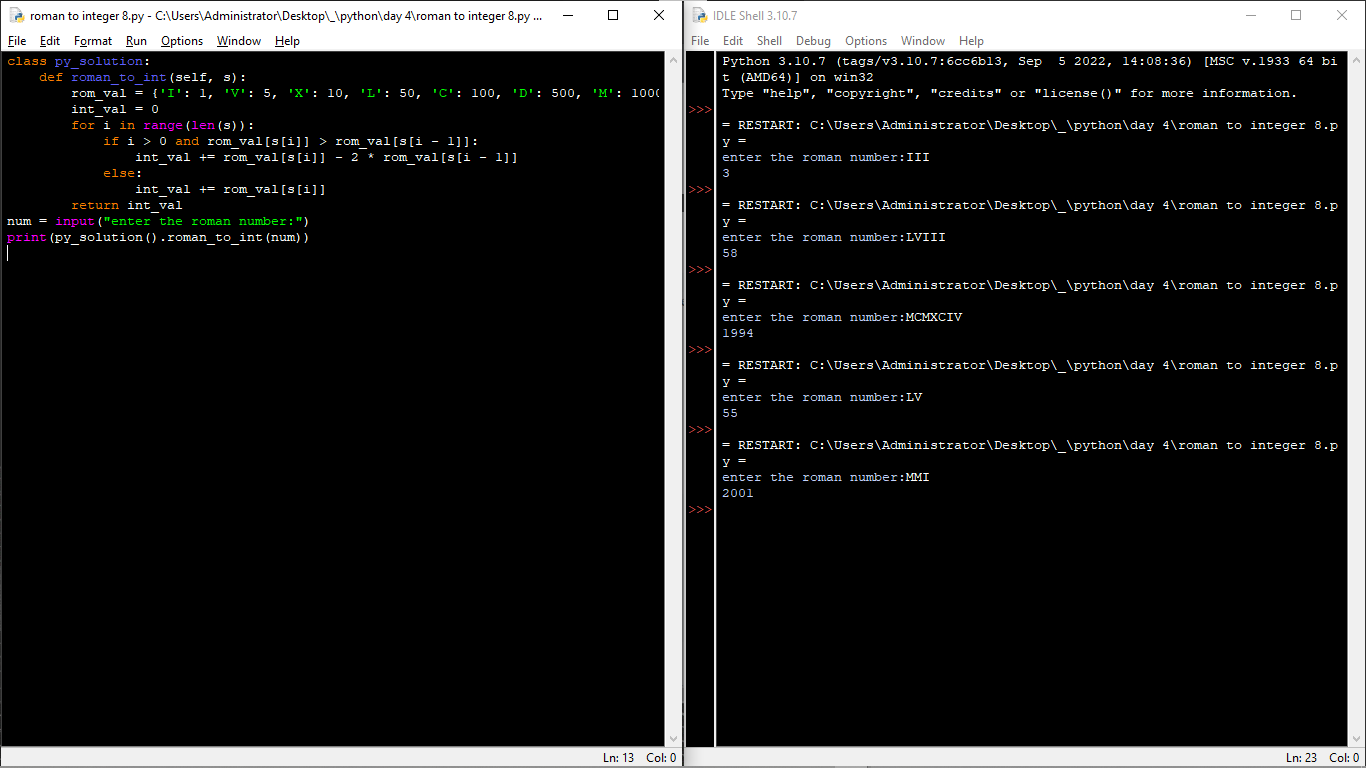 roman to integer 8.py - C:\Users\Administrator\Desktop\_\python\day 4\roman to integer 8.py ...
File Edit Format Run Options Window Help
class py_solution:
    def roman_to_int(self, s):
        rom_val = {'I': 1, 'V': 5, 'X': 10, 'L': 50, 'C': 100, 'D': 500, 'M': 1000
        int_val = 0
        for i in range(len(s)):
            if i > 0 and rom_val[s[i]] > rom_val[s[i - 1]]:
                int_val += rom_val[s[i]] - 2 * rom_val[s[i - 1]]
            else:
                int_val += rom_val[s[i]]
        return int_val
num = input("enter the roman number:")
print(py_solution().roman_to_int(num))
Ln: 13 Col: 0
IDLE Shell 3.10.7
File Edit Shell Debug Options Window Help
Python 3.10.7 (tags/v3.10.7:6cc6b13, Sep  5 2022, 14:08:36) [MSC v.1933 64 bi
t (AMD64)] on win32
Type "help", "copyright", "credits" or "license()" for more information.
>>>
= RESTART: C:\Users\Administrator\Desktop\_\python\day 4\roman to integer 8.p
y =
enter the roman number:III
3
>>>
= RESTART: C:\Users\Administrator\Desktop\_\python\day 4\roman to integer 8.p
y =
enter the roman number:LVIII
58
>>>
= RESTART: C:\Users\Administrator\Desktop\_\python\day 4\roman to integer 8.p
y =
enter the roman number:MCMXCIV
1994
>>>
= RESTART: C:\Users\Administrator\Desktop\_\python\day 4\roman to integer 8.p
y =
enter the roman number:LV
55
>>>
= RESTART: C:\Users\Administrator\Desktop\_\python\day 4\roman to integer 8.p
y =
enter the roman number:MMI
2001
>>>
Ln: 23 Col: 0